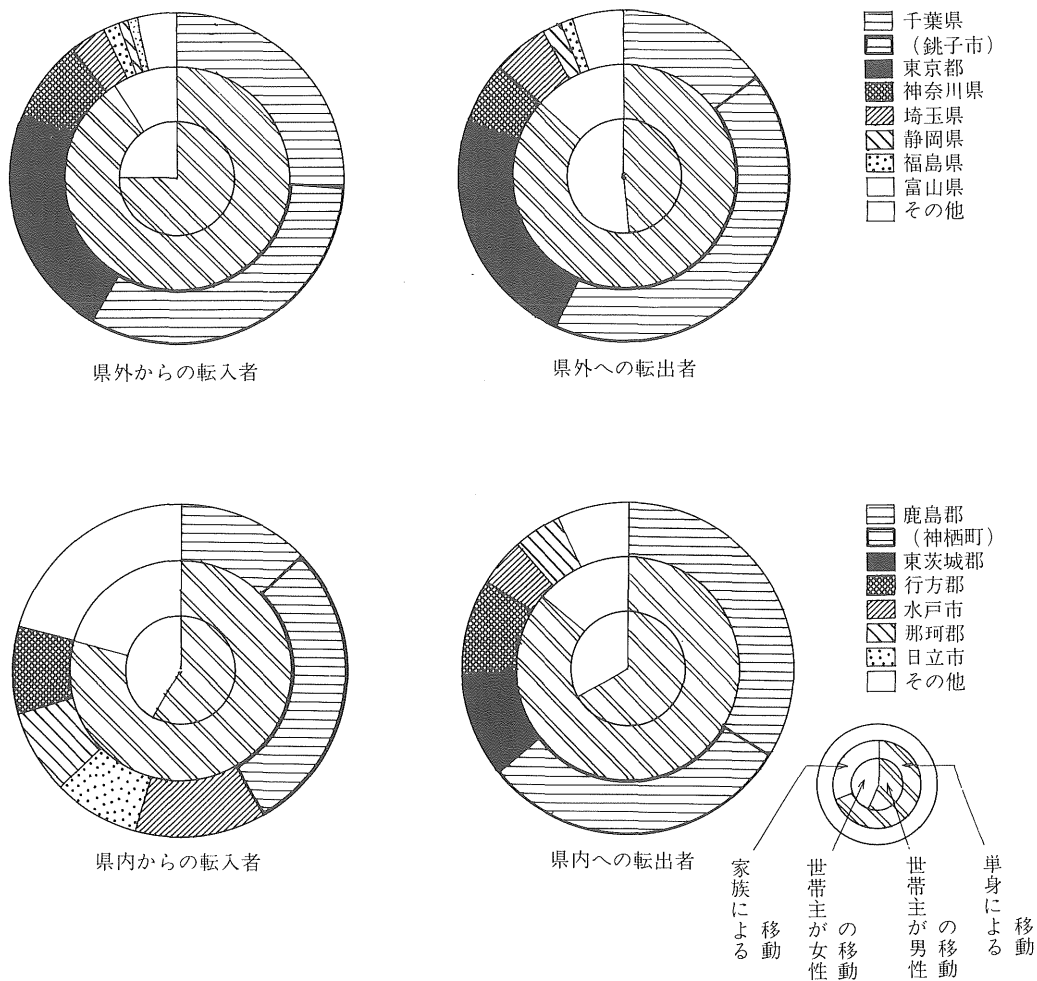 千葉県
（銚子市）
東京都
神奈川県
埼玉県
静岡県
福島県
富山県
その他
県外からの転入者
県外への転出者
鹿島郡
（神栖町）
東茨城郡
行方郡
水戸市
那珂郡
日立市
その他
県内からの転入者
県内への転出者
単身による
移動
世帯主が男性
の移動
世帯主が女性
の移動
家族による
移動